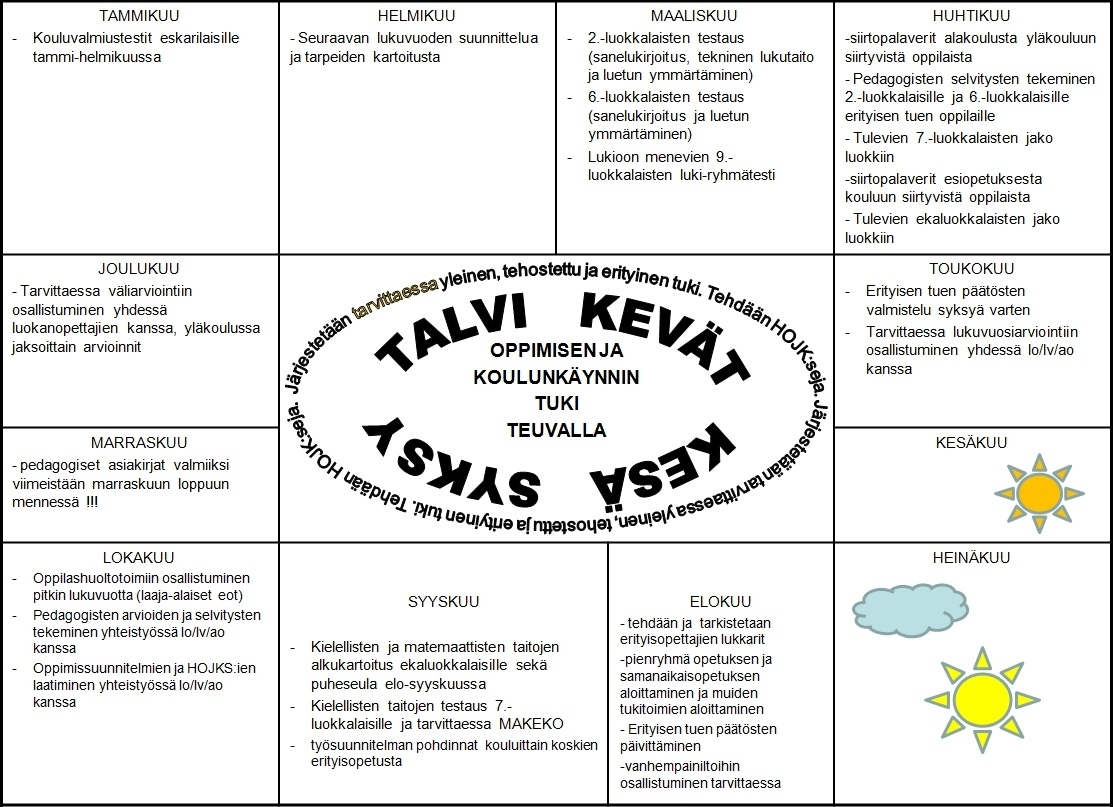 TAMMIKUU
- Kouluvalmiustestit eskarilaisille
tammi-helmikuussa
HELMIKUU
- Seuraavan lukuvuoden suunnittelua
ja tarpeiden kartoitusta
MAALISKUU
- 2.-luokkalaisten testaus
(sanelukirjoitus, tekninen lukutaito
ja luetun ymmärtäminen)
- 6.-luokkalaisten testaus
(sanelukirjoitus ja luetun
ymmärtäminen)
- Lukioon menevien 9.-
luokkalaisten luki-ryhmätesti
HUHTIKUU
-siirtopalaverit alakoulusta yläkouluun
siirtyvistä oppilaista
- Pedagogisten selvitysten tekeminen
2.-luokkalaisille ja 6.-luokkalaisille
erityisen tuen oppilaille
- Tulevien 7.-luokkalaisten jako
luokkiin
-siirtopalaverit esiopetuksesta
kouluun siirtyvistä oppilaista
- Tulevien ekaluokkalaisten jako
luokkiin
JOULUKUU
- Tarvittaessa väliarviointiin
osallistuminen yhdessä
luokanopettajien kanssa, yläkoulussa
jaksoittain arvioinnit
Järjestetään tarvittaessa yleinen, tehostettu ja erityinen tuki. Tehdään HOJK:seja. Järjestetään tarvittaessa yleinen, tehostettu ja erityinen tuki. Tehdään HOJK:seja.
TALVI KEVÄT
OPPIMISEN JA
KOULUNKÄYNNIN
TUKI
TEUVALLA
SYKSY KESÄ
TOUKOKUU
- Erityisen tuen päätösten
valmistelu syksyä varten
- Tarvittaessa lukuvuosiarviointiin
osallistuminen yhdessä lo/lv/ao
kanssa
MARRASKUU
- pedagogiset asiakirjat valmiiksi
viimeistään marraskuun loppuun
mennessä !!!
KESÄKUU
LOKAKUU
- Oppilashuoltotoimiin osallistuminen
pitkin lukuvuotta (laaja-alaiset eot)
- Pedagogisten arvioiden ja selvitysten
tekeminen yhteistyössä lo/lv/ao
kanssa
- Oppimissuunnitelmien ja HOJKS:ien
laatiminen yhteistyössä lo/lv/ao
kanssa
SYYSKUU
- Kielellisten ja matemaattisten taitojen
alkukartoitus ekaluokkalaisille sekä
puheseula elo-syyskuussa
- Kielellisten taitojen testaus 7.-
luokkalaisille ja tarvittaessa MAKEKO
- työsuunnitelman pohdinnat kouluittain koskien
erityisopetusta
ELOKUU
- tehdään ja tarkistetaan
erityisopettajien lukkarit
-pienryhmä opetuksen ja
samanaikaisopetuksen
aloittaminen ja muiden
tukitoimien aloittaminen
- Erityisen tuen päätösten
päivittäminen
-vanhempainiltoihin
osallistuminen tarvittaessa
HEINÄKUU